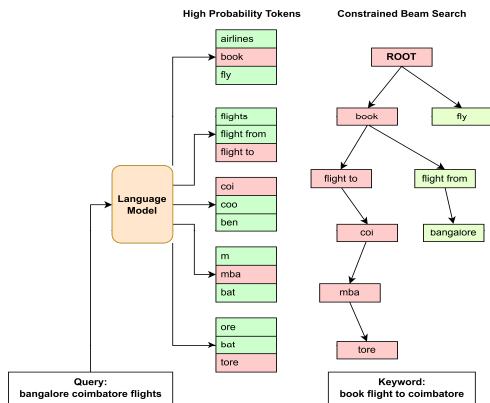 High Probability Tokens
airlines
book
fly
flights
flight from
flight to
coi
coo
ben
m
mba
bat
ore
bat
tore
Language
Model
Query:
bangalore coimbatore flights
Constrained Beam Search
ROOT
book
fly
flight to
flight from
coi
bangalore
mba
tore
Keyword:
book flight to coimbatore